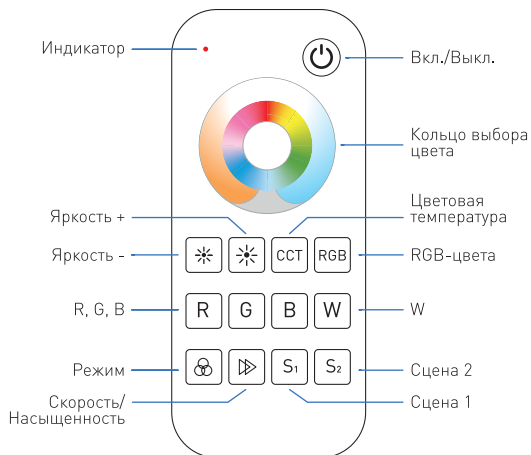 Индикатор
Вкл./Выкл.
Кольцо выбора
цвета
Яркость +
Цветовая
температура
Яркость -
CCT
RGB
RGB-цвета
R, G, B
R
G
B
W
W
Режим
S1
S2
Сцена 2
Скорость/
Насыщенность
Сцена 1